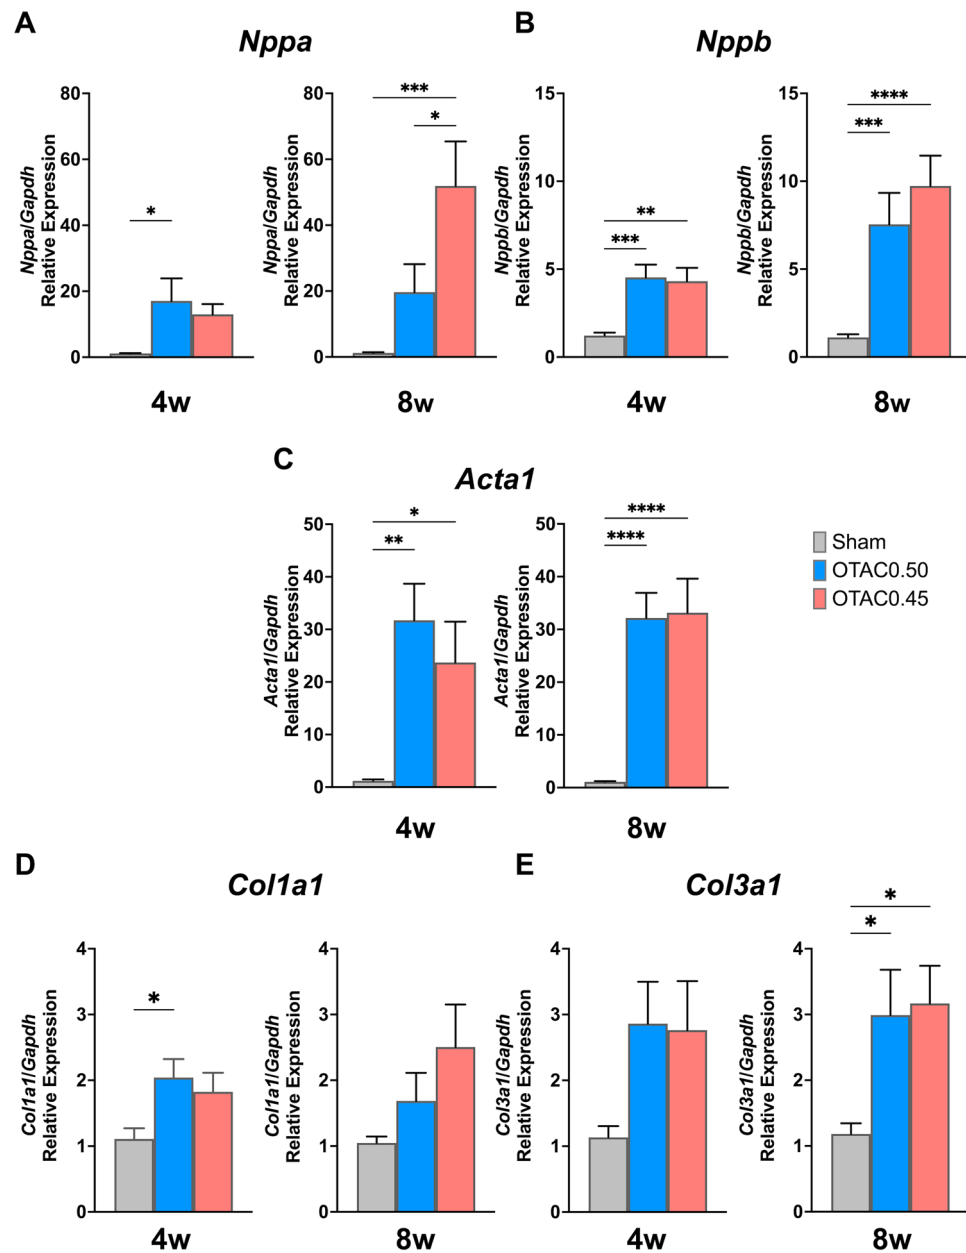 A
Nppa
B
Nppb
Nppa/Gapdh
Relative Expression
80
60
40
20
0
*
4w
Nppa/Gapdh
Relative Expression
80
60
40
20
0
***
*
8w
Nppb/Gapdh
Relative Expression
15
10
5
0
**
***
4w
Nppb/Gapdh
Relative Expression
15
10
5
0
****
***
8w
C
Acta1
Acta1/Gapdh
Relative Expression
50
40
30
20
10
0
*
**
4w
Acta1/Gapdh
Relative Expression
50
40
30
20
10
0
****
****
8w
Sham
OTAC0.50
OTAC0.45
D
Col1a1
E
Col3a1
Col1a1/Gapdh
Relative Expression
4
3
2
1
0
*
4w
Col1a1/Gapdh
Relative Expression
4
3
2
1
0
8w
Col3a1/Gapdh
Relative Expression
4
3
2
1
0
4w
Col3a1/Gapdh
Relative Expression
4
3
2
1
0
*
*
8w